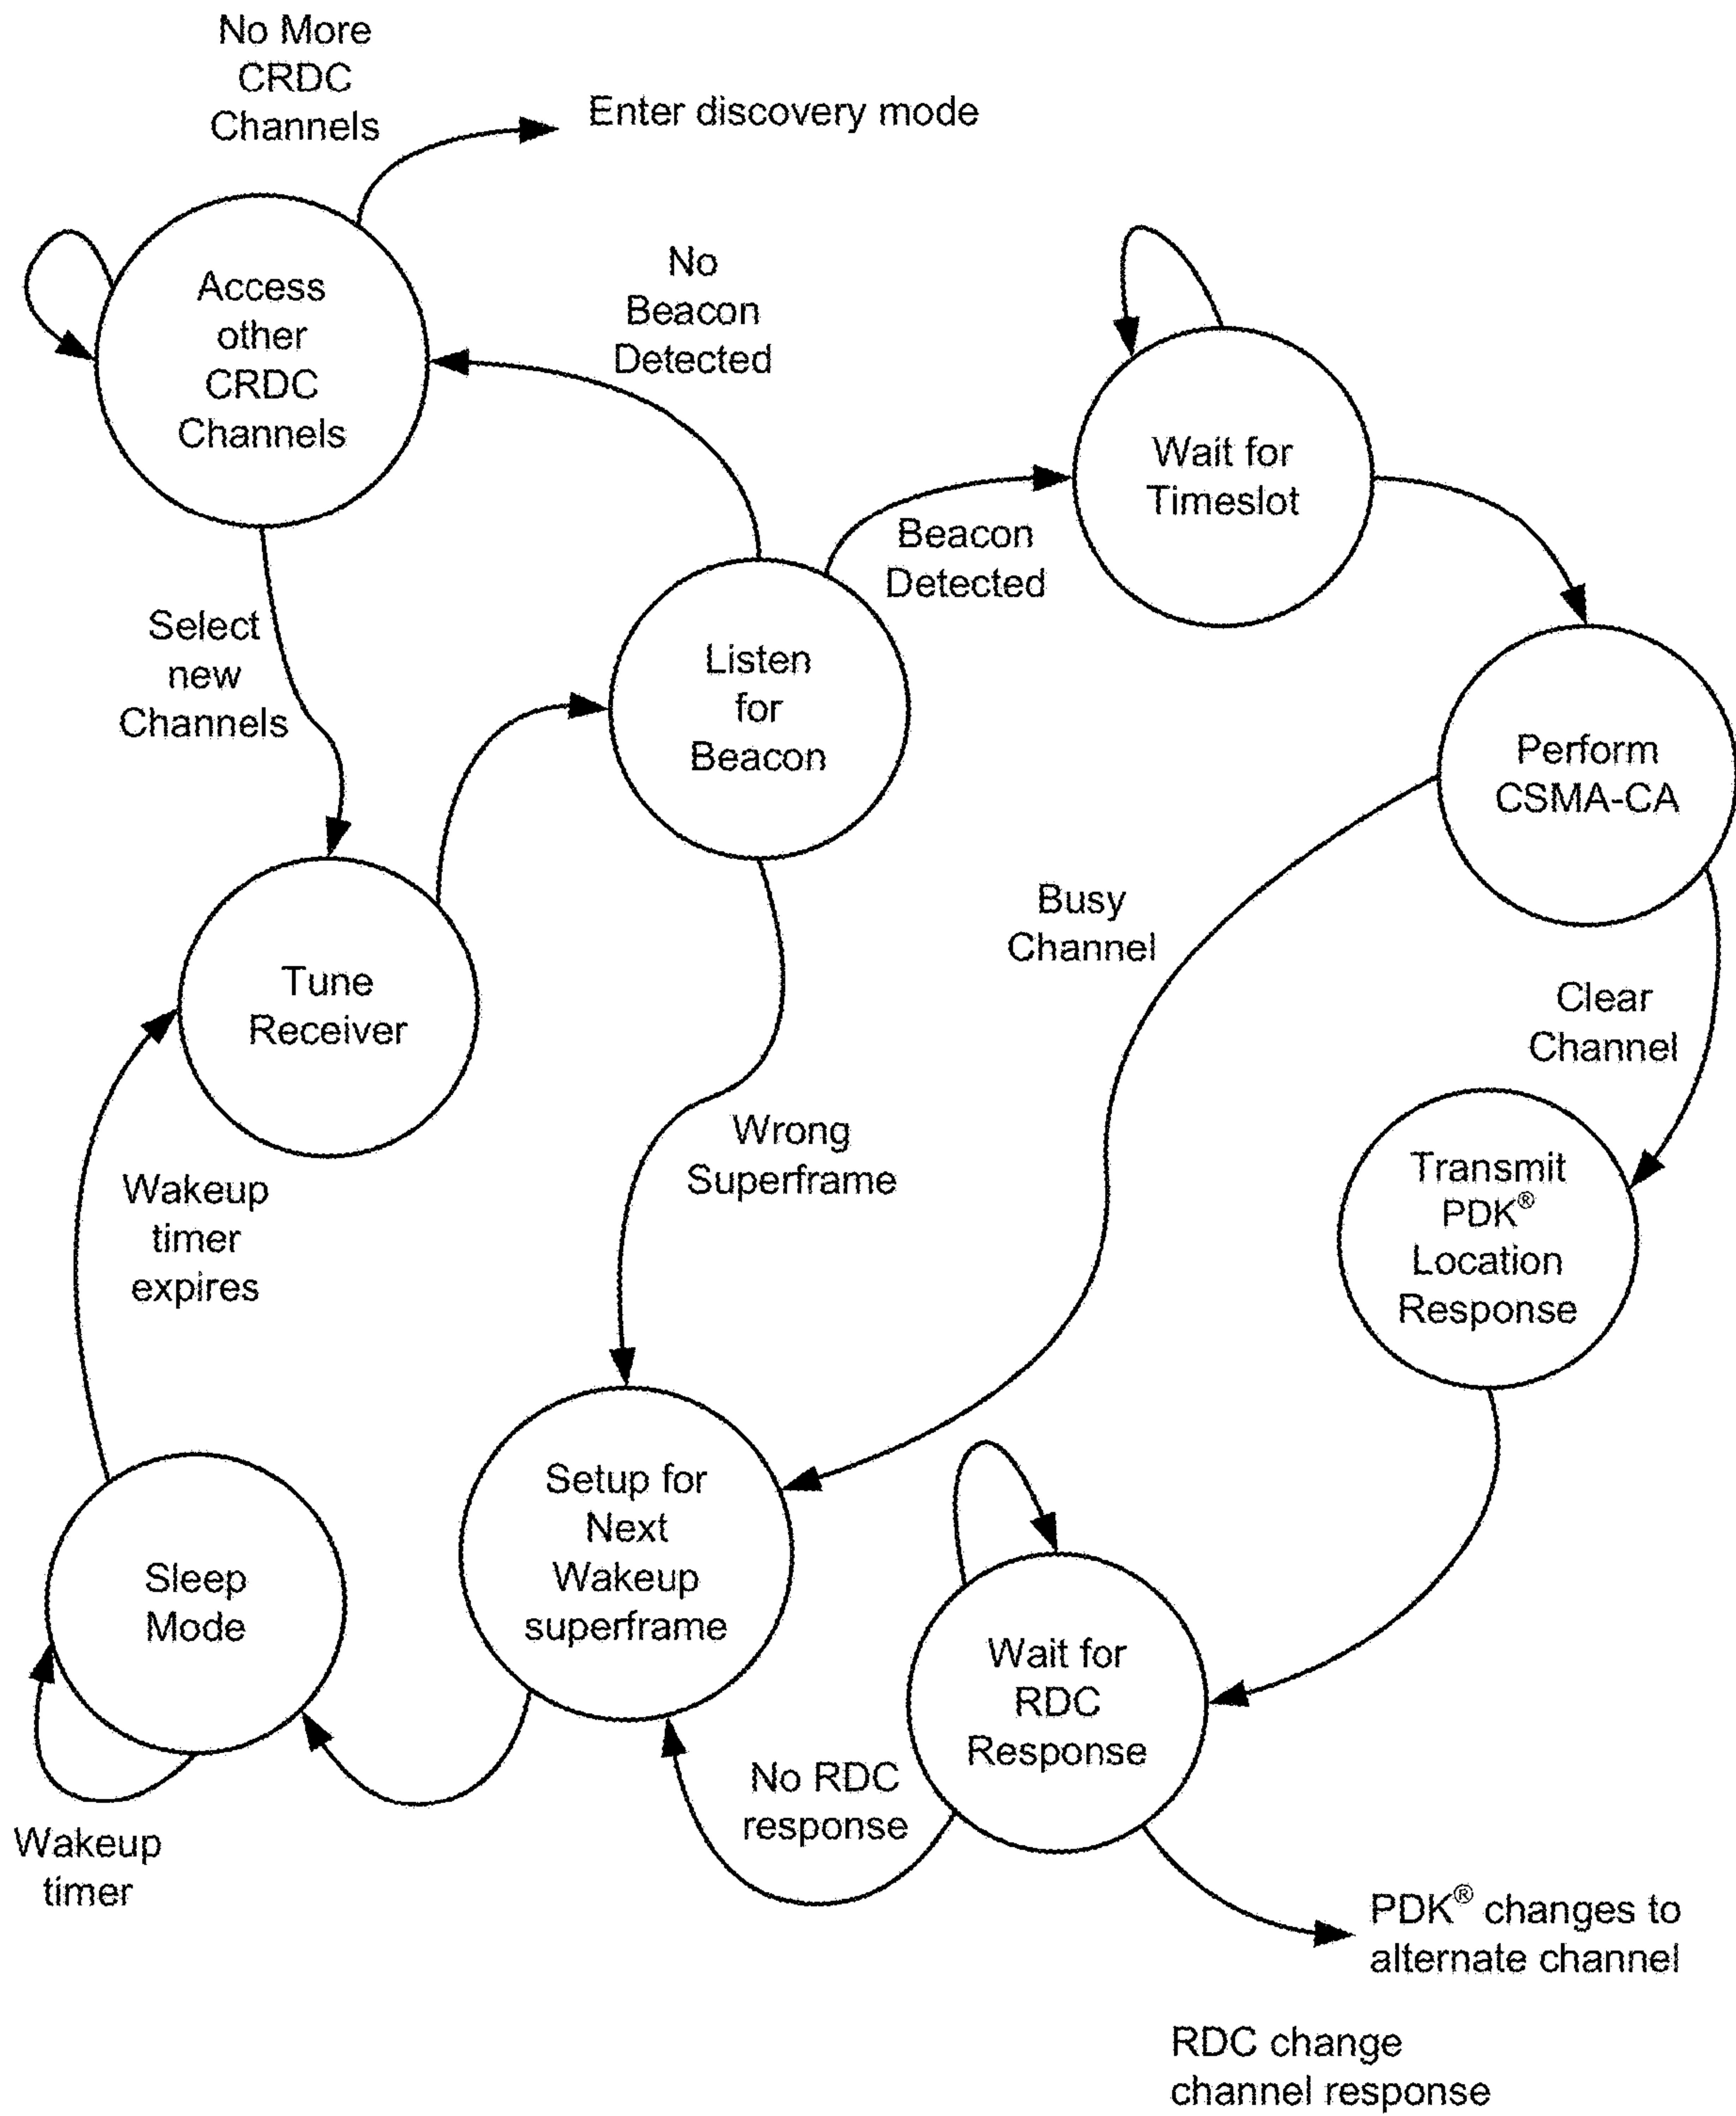 No More
CRDC
Channels
Enter discovery mode
Access
other
CRDC
Channels
No
Beacon
Detected
Wait for
Timeslot
Beacon
Detected
Select
new
Channels
Listen
for
Beacon
Perform
CSMA-CA
Busy
Channel
Clear
Channel
Tune
Receiver
Wrong
Superframe
Wakeup
timer
expires
Transmit
PDK®
Location
Response
Setup for
Next
Wakeup
superframe
Sleep
Mode
Wait for
RDC
Response
No RDC
response
Wakeup
timer
PDK® changes to
alternate channel
RDC change
channel response